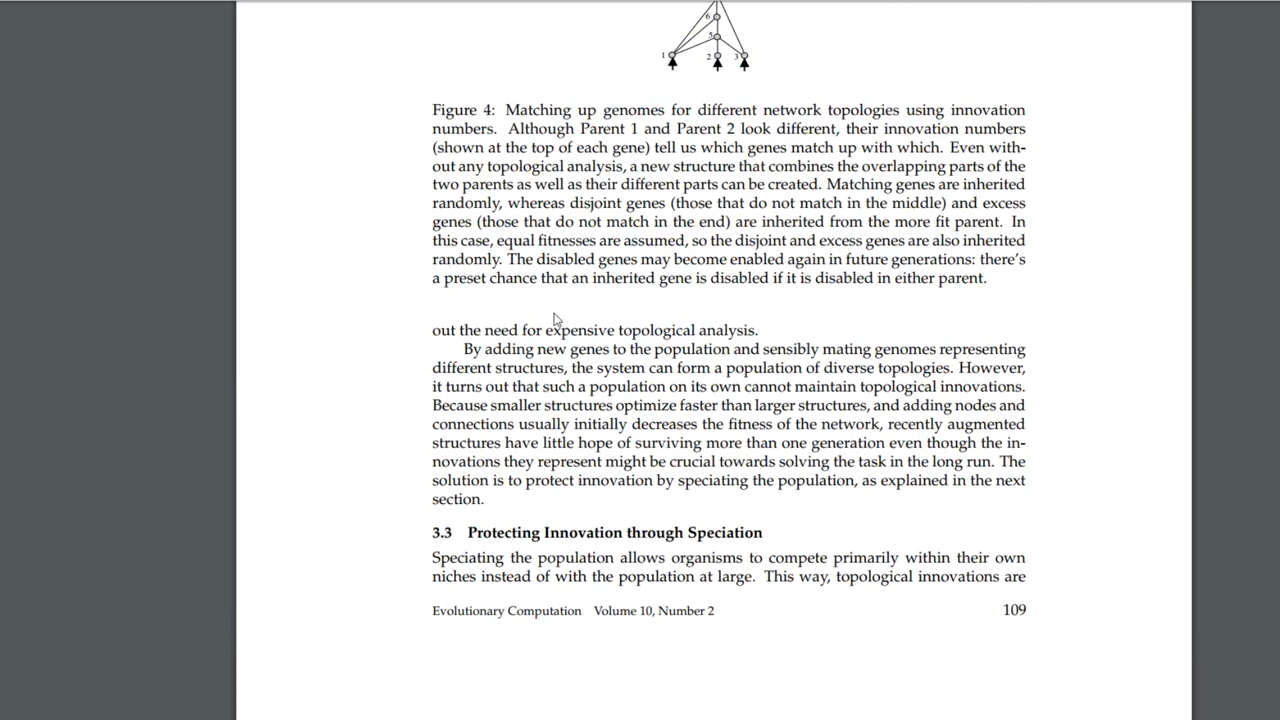 6
5
1
2
3
Figure 4: Matching up genomes for different network topologies using innovation
numbers. Although Parent 1 and Parent 2 look different, their innovation numbers
(shown at the top of each gene) tell us which genes match up with which. Even with-
out any topological analysis, a new structure that combines the overlapping parts of the
two parents as well as their different parts can be created. Matching genes are inherited
randomly, whereas disjoint genes (those that do not match in the middle) and excess
genes (those that do not match in the end) are inherited from the more fit parent. In
this case, equal fitnesses are assumed, so the disjoint and excess genes are also inherited
randomly. The disabled genes may become enabled again in future generations: there's
a preset chance that an inherited gene is disabled if it is disabled in either parent.
out the need for expensive topological analysis.
By adding new genes to the population and sensibly mating genomes representing
different structures, the system can form a population of diverse topologies. However,
it turns out that such a population on its own cannot maintain topological innovations.
Because smaller structures optimize faster than larger structures, and adding nodes and
connections usually initially decreases the fitness of the network, recently augmented
structures have little hope of surviving more than one generation even though the in-
novations they represent might be crucial towards solving the task in the long run. The
solution is to protect innovation by speciating the population, as explained in the next
section.
3.3 Protecting Innovation through Speciation
Speciating the population allows organisms to compete primarily within their own
niches instead of with the population at large. This way, topological innovations are
Evolutionary Computation Volume 10, Number 2 109